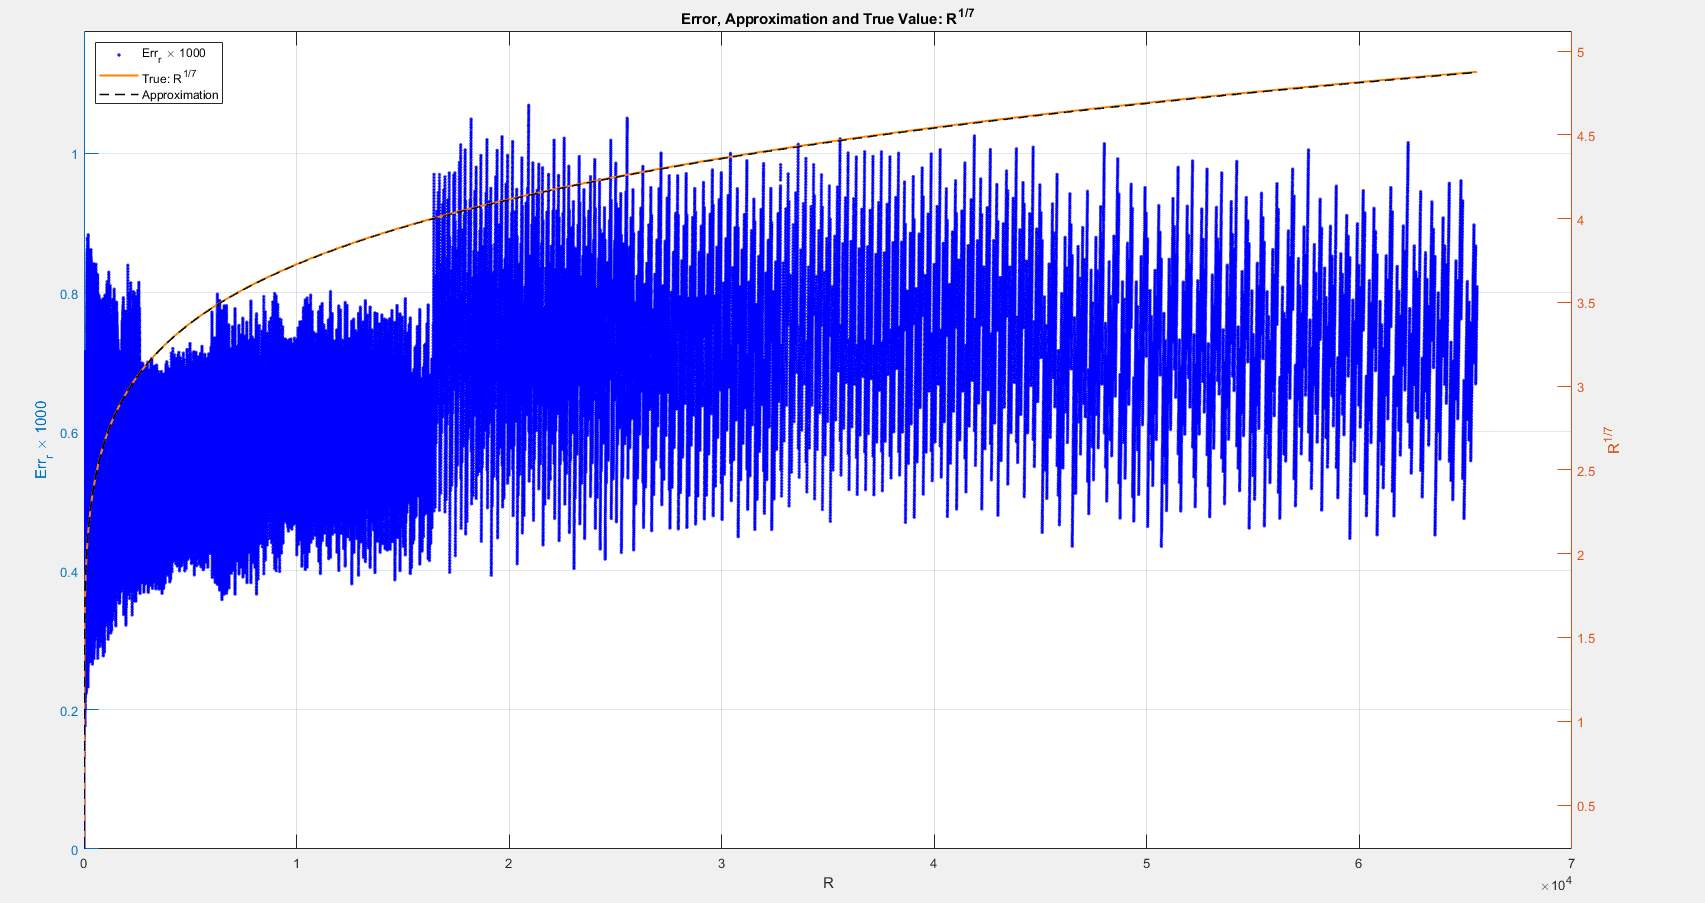 Error, Approximation and True Value: R^1/7
Err_r × 1000
True: R^1/7
Approximation
Err_r × 1000
0
0.2
0.4
0.6
0.8
1
R^1/7
0.5
1
1.5
2
2.5
3
3.5
4
4.5
5
0 1 2 3 4 5 6 7
R
×10^4